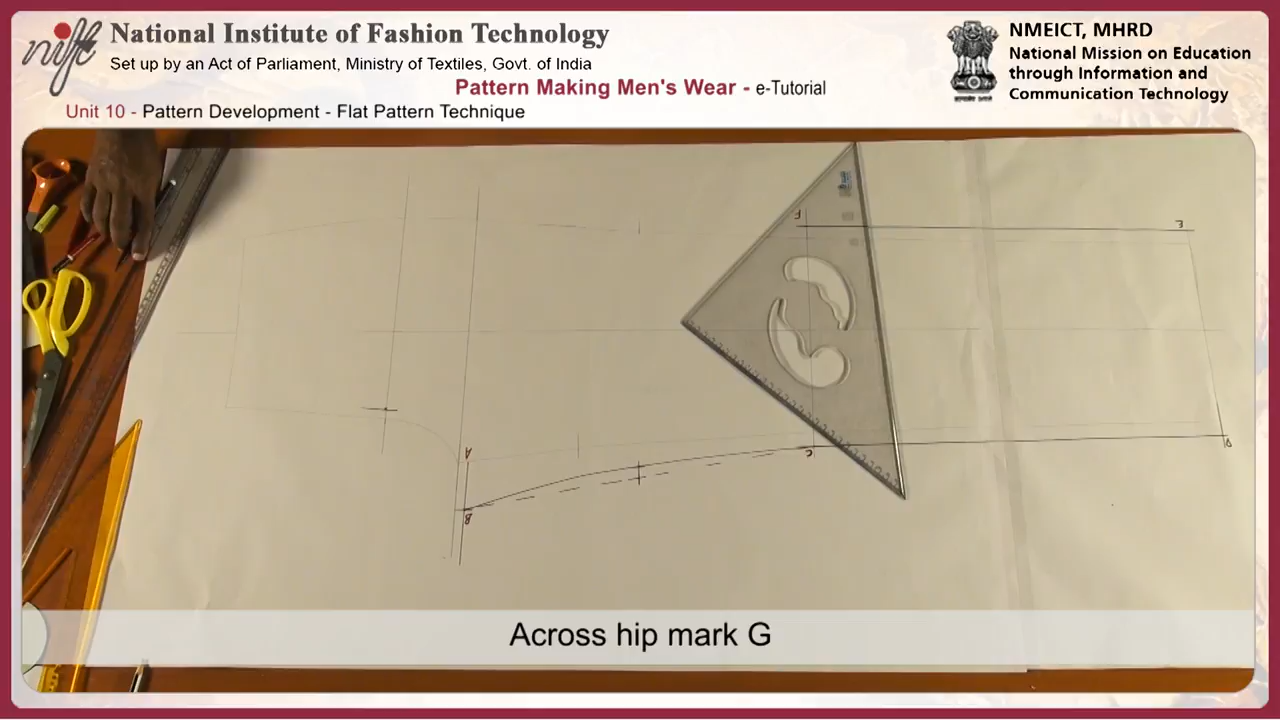 nift
National Institute of Fashion Technology
Set up by an Act of Parliament, Ministry of Textiles, Govt. of India
NMEICT, MHRD
National Mission on Education
through Information and
Communication Technology
Pattern Making Men's Wear - e-Tutorial
Unit 10 - Pattern Development - Flat Pattern Technique
F
E
A
B
C
D
Across hip mark G